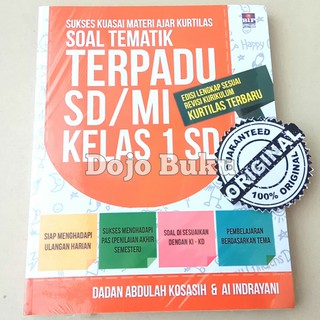 BIP
SUKSES KUASAI MATERI AJAR KURTILAS
SOAL TEMATIK
TERPADU
SD/MI
KELAS 1 SD
EDISI LENGKAP SESUAI
REVISI KURIKULUM
KURTILAS TERBARU
Dojo Buku
GUARANTEED
ORIGINAL
100% ORIGINAL
SIAP MENGHADAPI
ULANGAN HARIAN
SUKSES MENGHADAPI
PAS (PENILAIAN AKHIR
SEMESTER)
SOAL DI SESUAIKAN
DENGAN KI - KD
PEMBELAJARAN
BERDASARKAN TEMA
DADAN ABDULAH KOSASIH & AI INDRAYANI